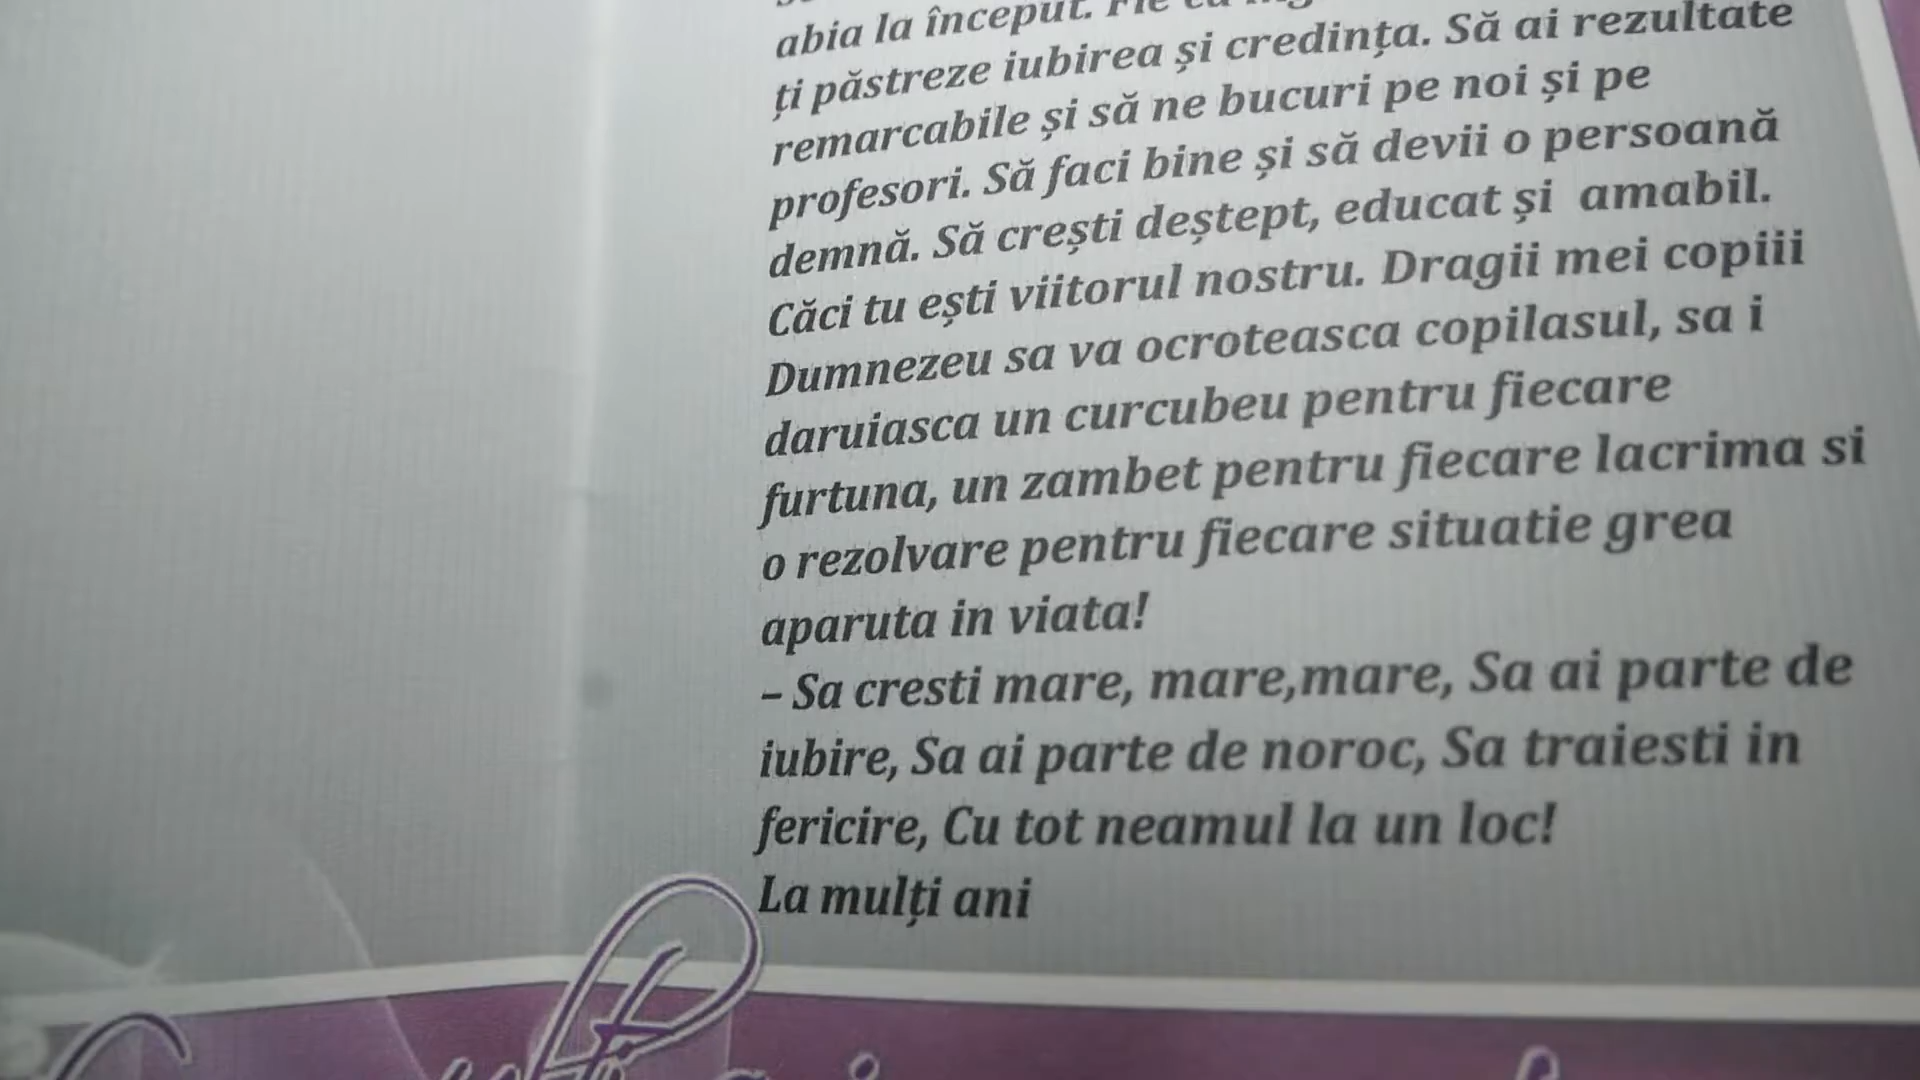 abia la început. Fie ca
ți păstreze iubirea și credința. Să ai rezultate
remarcabile și să ne bucuri pe noi și pe
profesori. Să faci bine și să devii o persoană
demnă. Să crești deștept, educat și amabil.
Căci tu ești viitorul nostru. Dragii mei copiii
Dumnezeu sa va ocroteasca copilasul, sa i
daruiasca un curcubeu pentru fiecare
furtuna, un zambet pentru fiecare lacrima si
o rezolvare pentru fiecare situatie grea
aparuta in viata!
– Sa cresti mare, mare,mare, Sa ai parte de
iubire, Sa ai parte de noroc, Sa traiesti in
fericire, Cu tot neamul la un loc!
La mulți ani